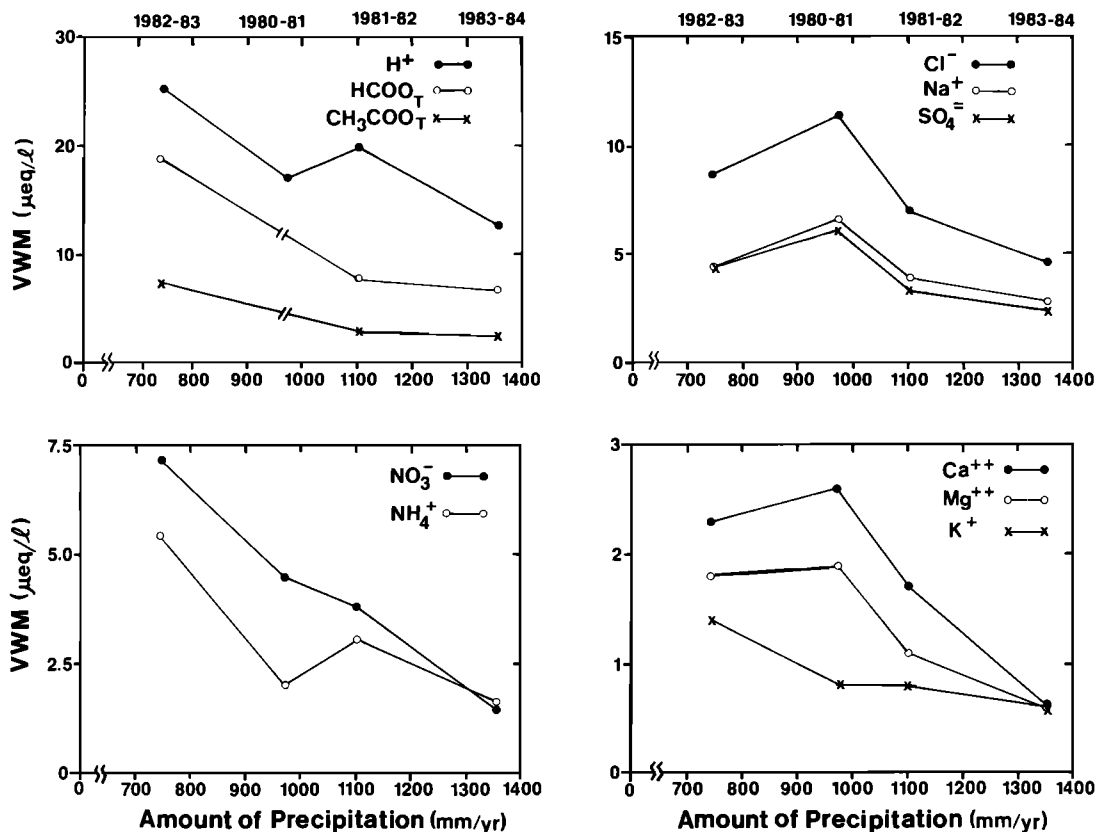 1982-83 1980-81 1981-82 1983-84
30
20
10
0
VWM (μeq/ℓ)
H⁺
HCOO_T
CH₃COO_T
0 700 800 900 1000 1100 1200 1300 1400
1982-83 1980-81 1981-82 1983-84
15
10
5
0
Cl⁻
Na⁺
SO₄⁼
0 700 800 900 1000 1100 1200 1300 1400
7.5
5.0
2.5
0
VWM (μeq/ℓ)
NO₃⁻
NH₄⁺
0 700 800 900 1000 1100 1200 1300 1400
Amount of Precipitation (mm/yr)
3
2
1
0
Ca⁺⁺
Mg⁺⁺
K⁺
0 700 800 900 1000 1100 1200 1300 1400
Amount of Precipitation (mm/yr)